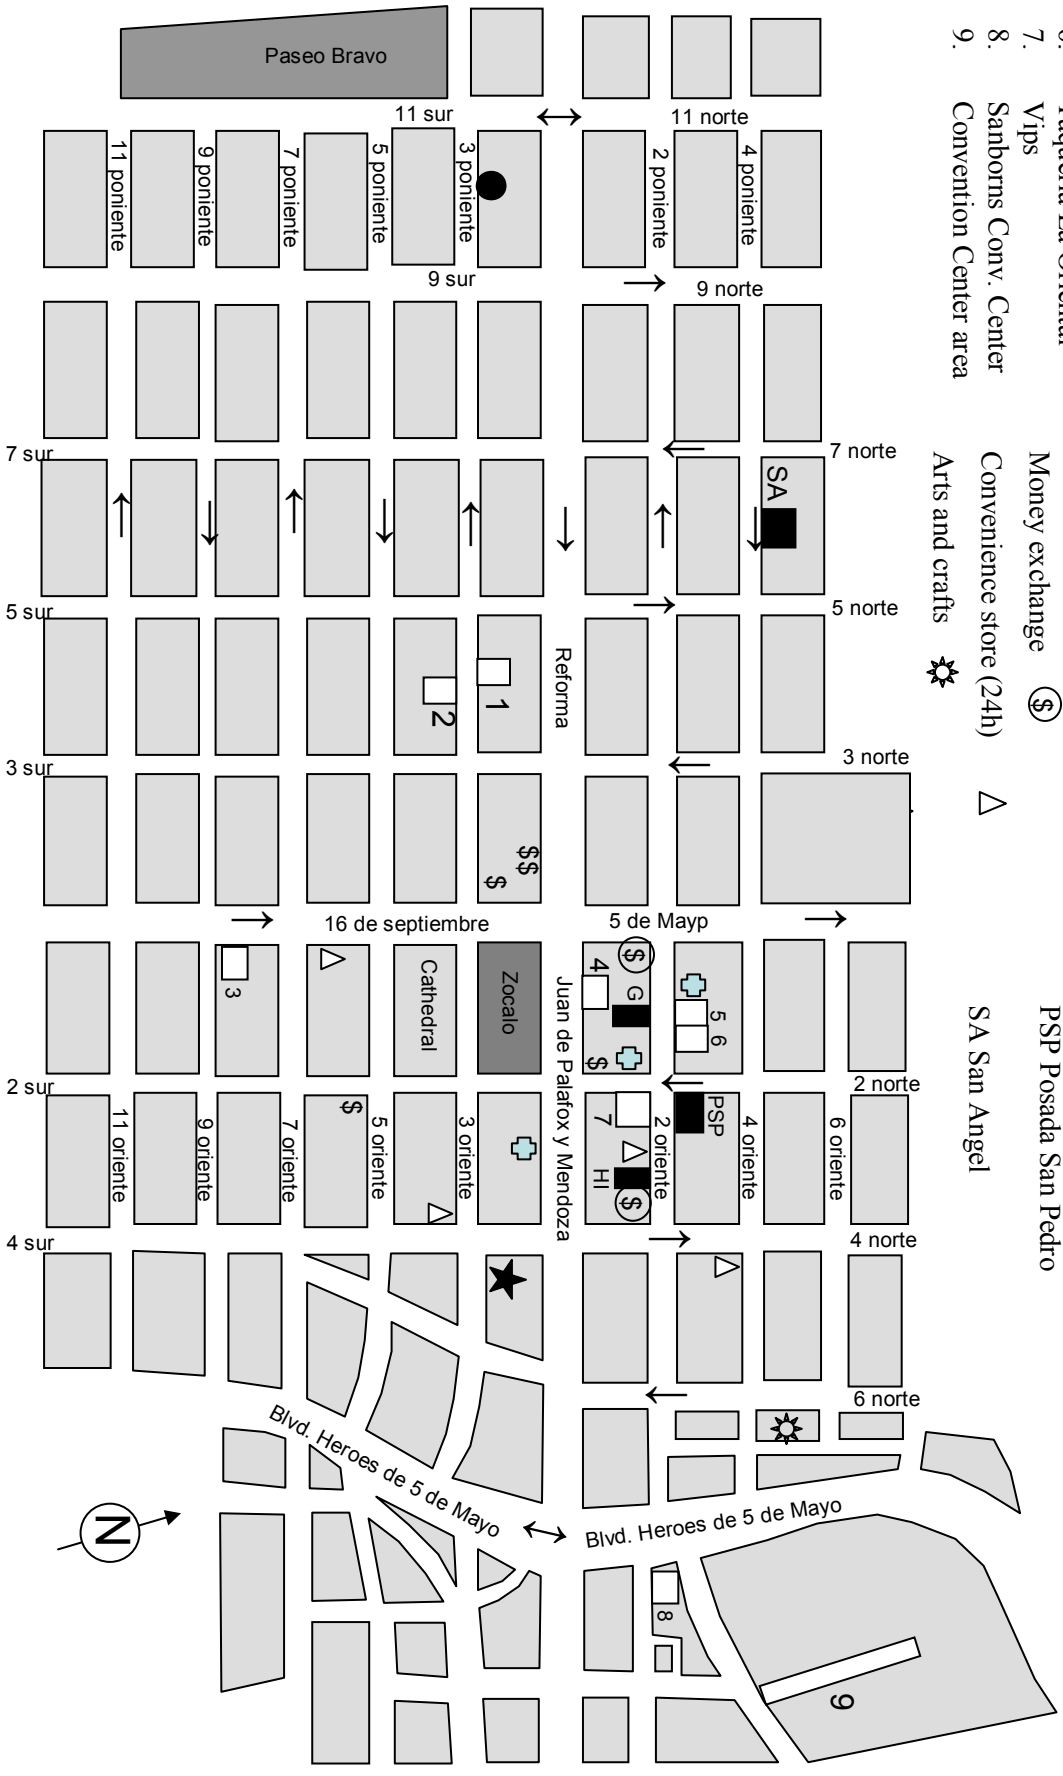 7. Vips
8. Sanborns Conv. Center
9. Convention Center area
Money exchange $
Convenience store (24h)
Arts and crafts
PSP Posada San Pedro
SA San Angel
Paseo Bravo
11 sur
11 norte
11 poniente
9 poniente
7 poniente
5 poniente
3 poniente
2 poniente
4 poniente
9 sur
9 norte
7 sur
7 norte
SA
5 sur
5 norte
Reforma
1
2
3 sur
3 norte
$$
$
16 de septiembre
5 de Mayp
3
Cathedral
Zocalo
Juan de Palafox y Mendoza
$
4
G
$
5
6
2 sur
2 norte
11 oriente
9 oriente
7 oriente
$
5 oriente
3 oriente
7
HI
$
2 oriente
PSP
4 oriente
6 oriente
4 sur
4 norte
6 norte
Blvd. Heroes de 5 de Mayo
Blvd. Heroes de 5 de Mayo
N
8
9